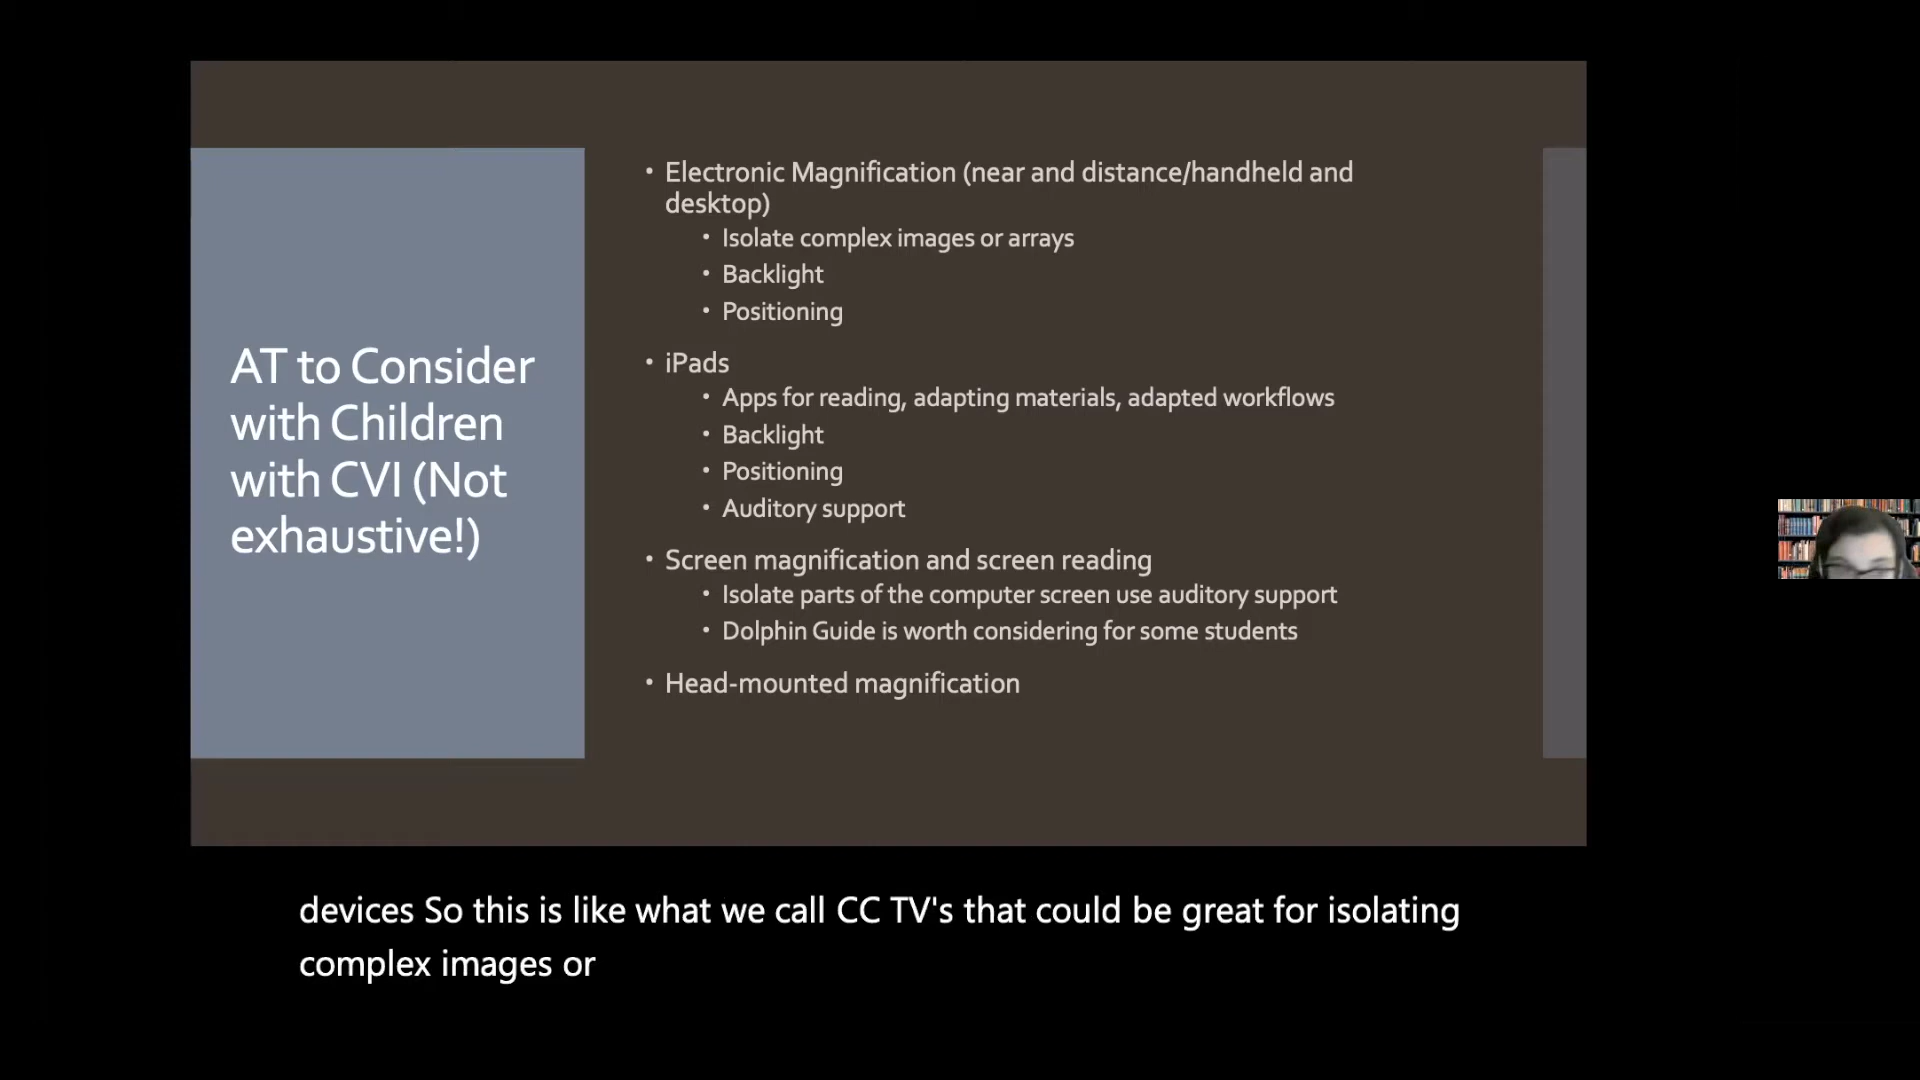 AT to Consider
with Children
with CVI (Not
exhaustive!)
• Electronic Magnification (near and distance/handheld and
desktop)
• Isolate complex images or arrays
• Backlight
• Positioning
• iPads
• Apps for reading, adapting materials, adapted workflows
• Backlight
• Positioning
• Auditory support
• Screen magnification and screen reading
• Isolate parts of the computer screen use auditory support
• Dolphin Guide is worth considering for some students
• Head-mounted magnification
devices So this is like what we call CC TV's that could be great for isolating
complex images or